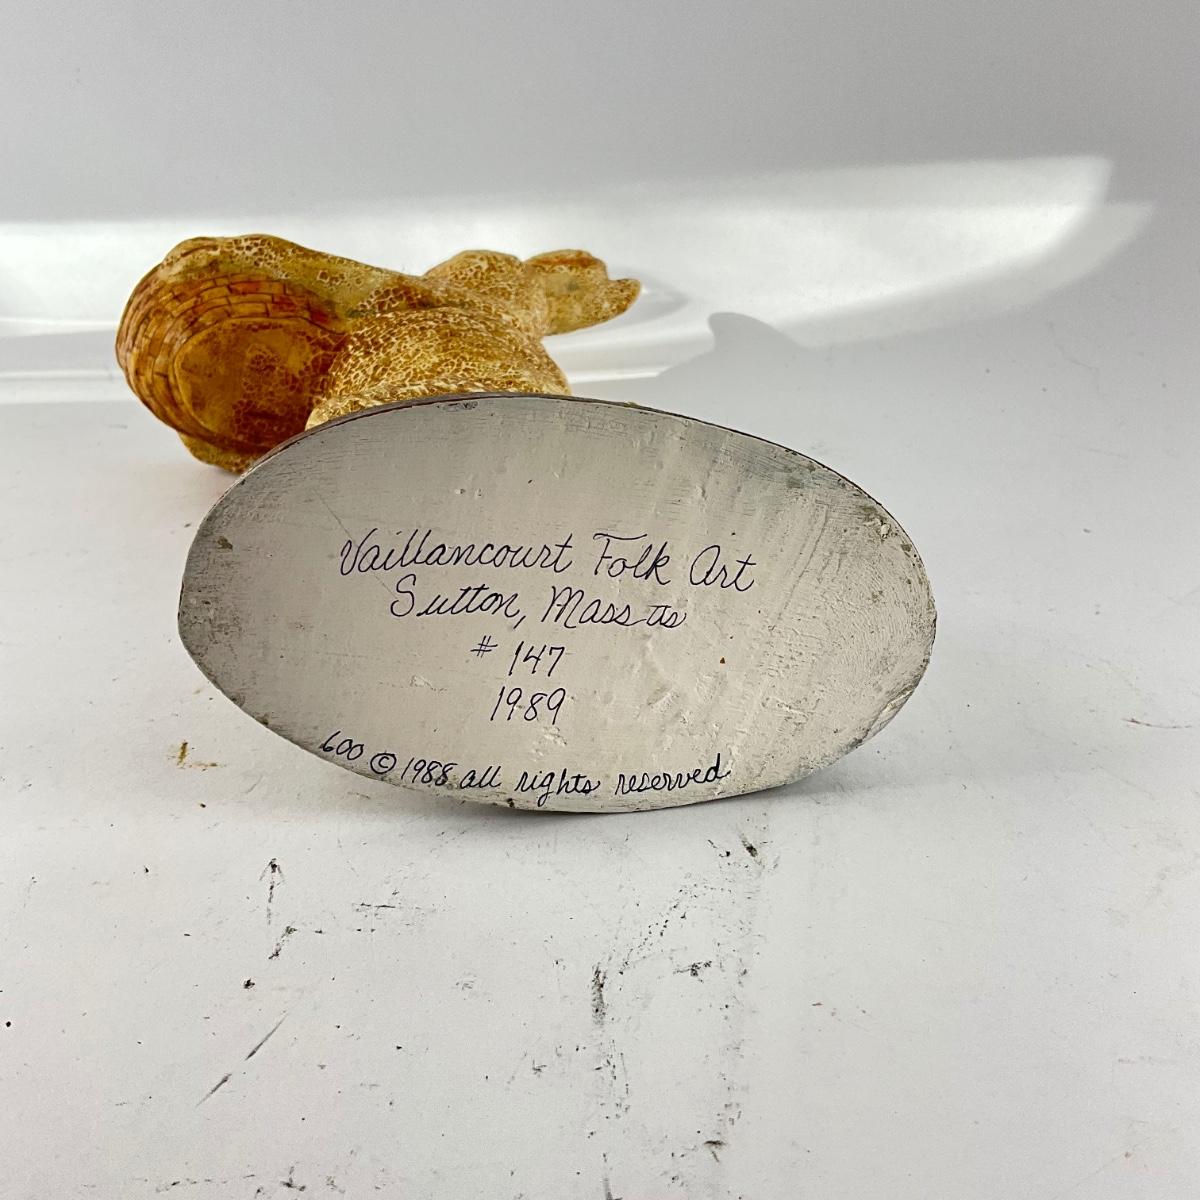 Vaillancourt Folk Art
Sutton, Mass
# 147
1989
600 © 1988 all rights reserved